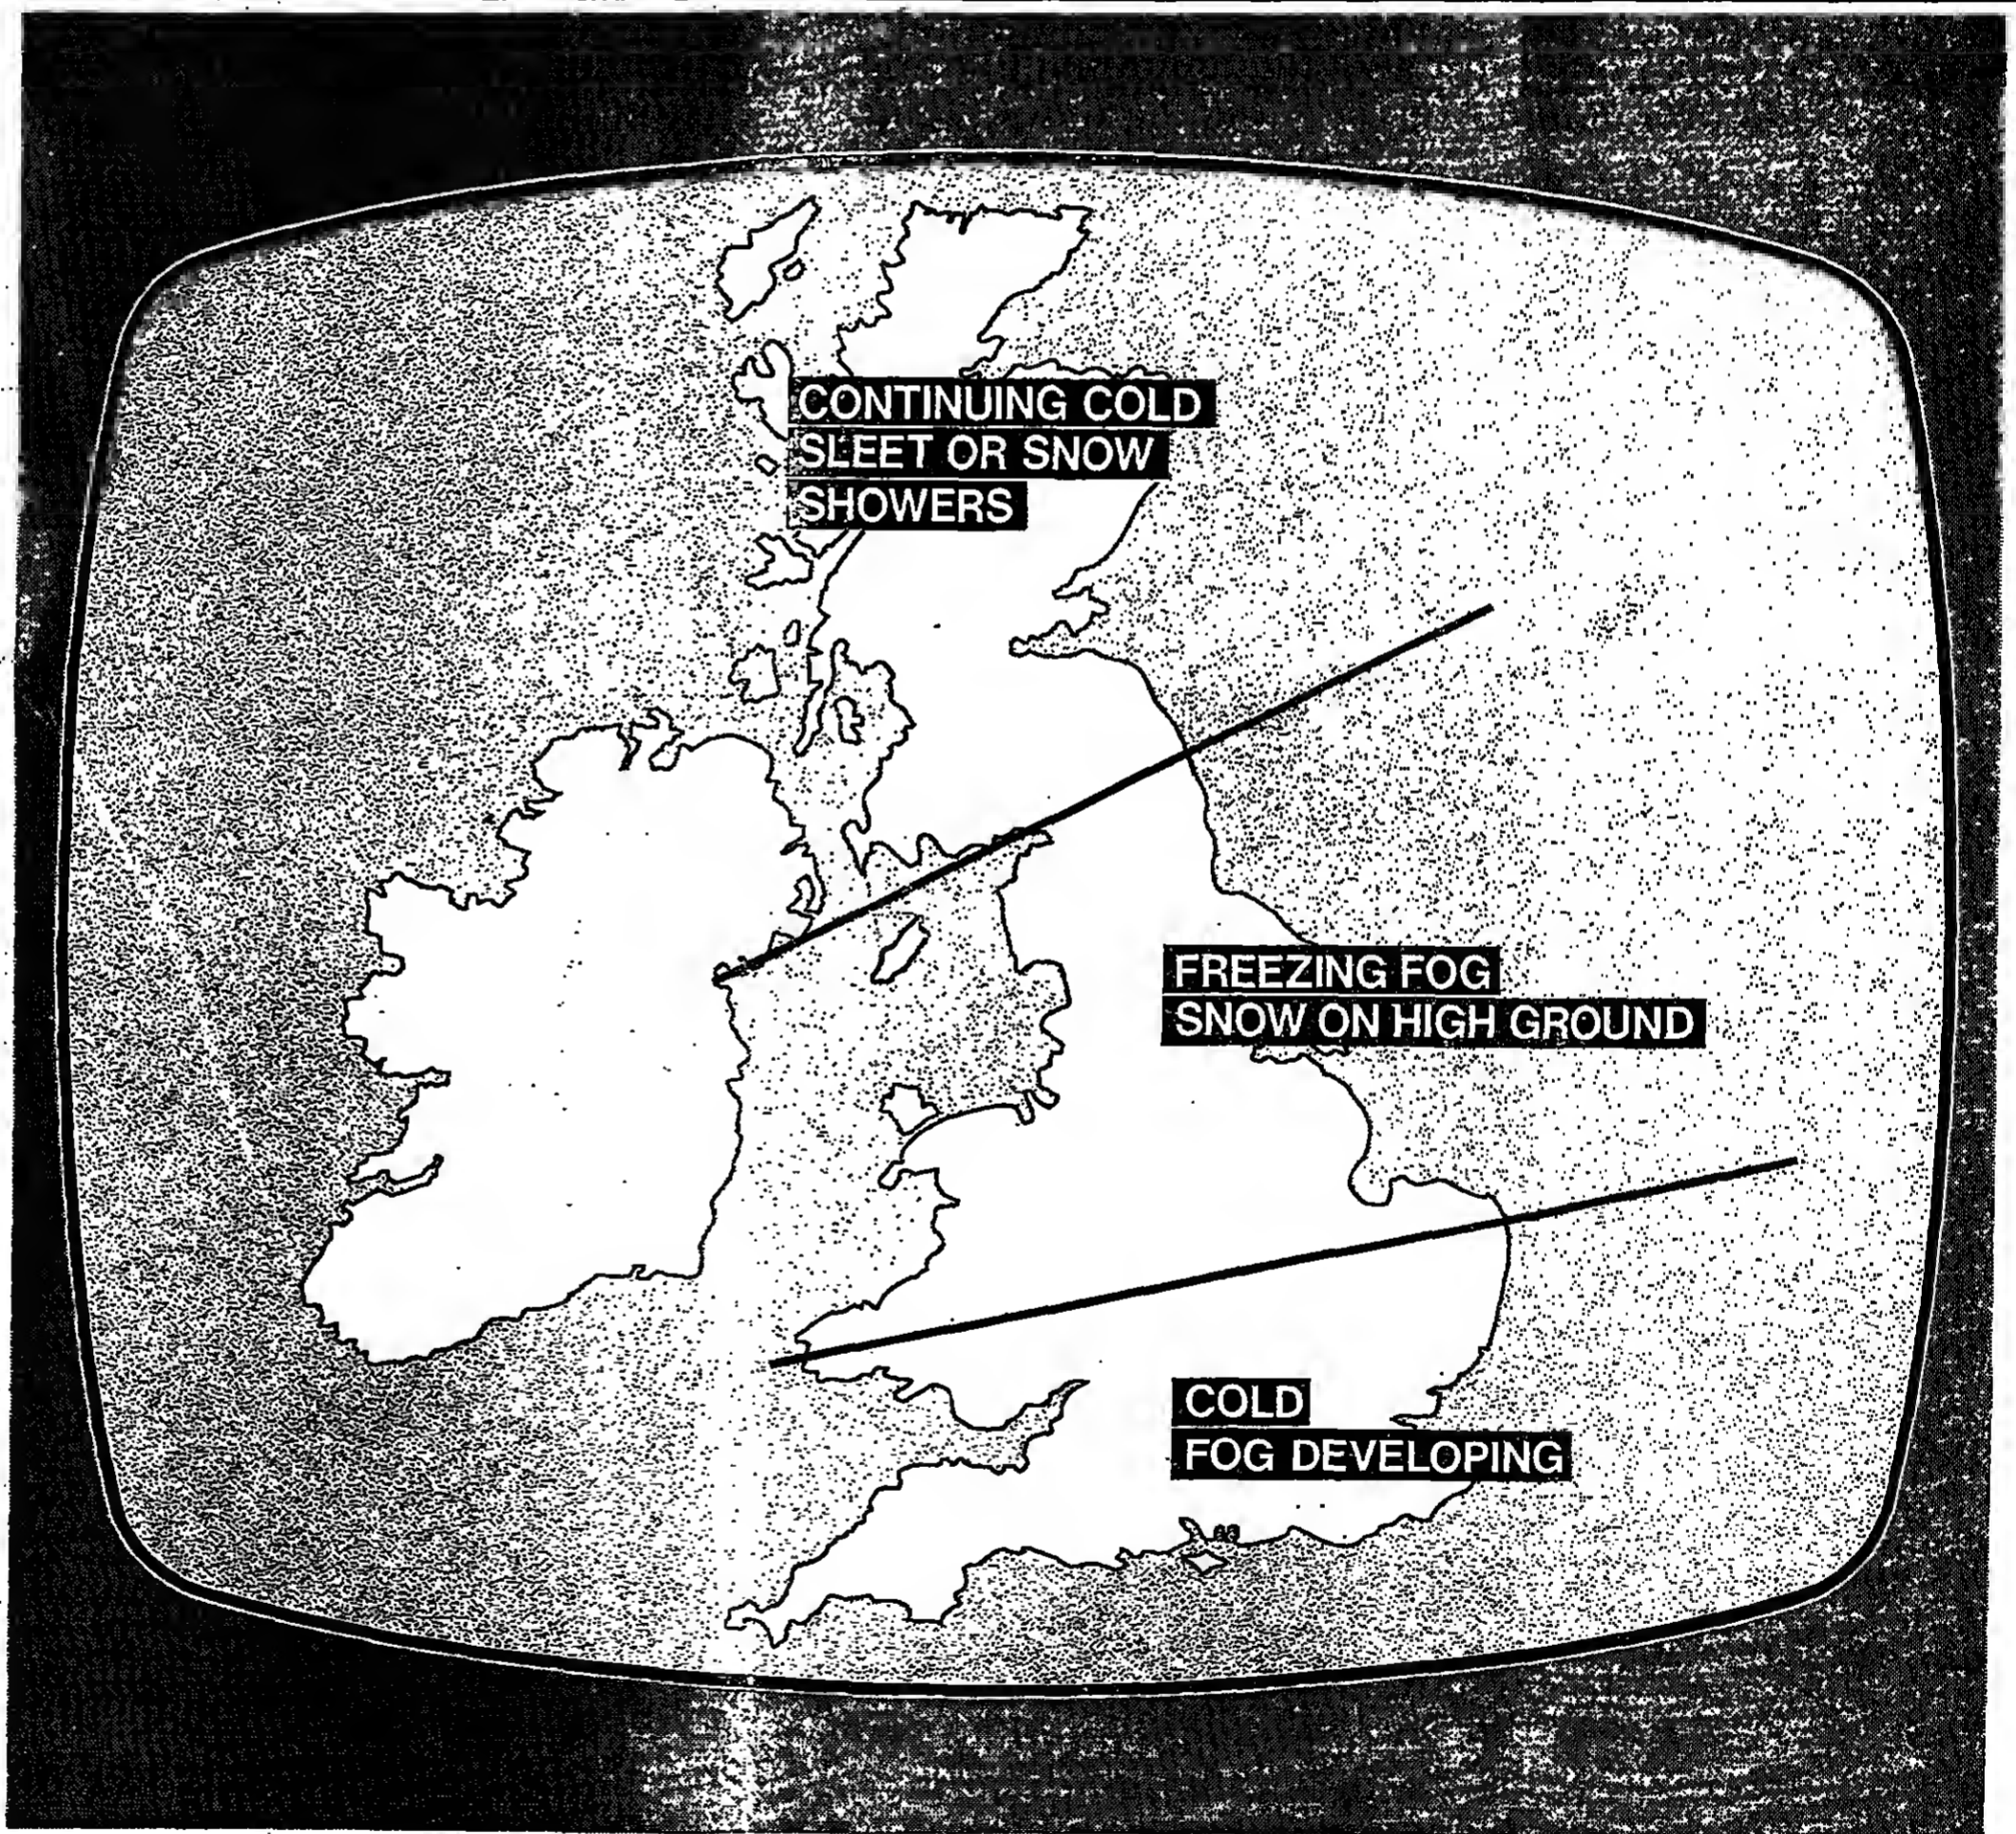 CONTINUING COLD
SLEET OR SNOW
SHOWERS
FREEZING FOG
SNOW ON HIGH GROUND
COLD
FOG DEVELOPING